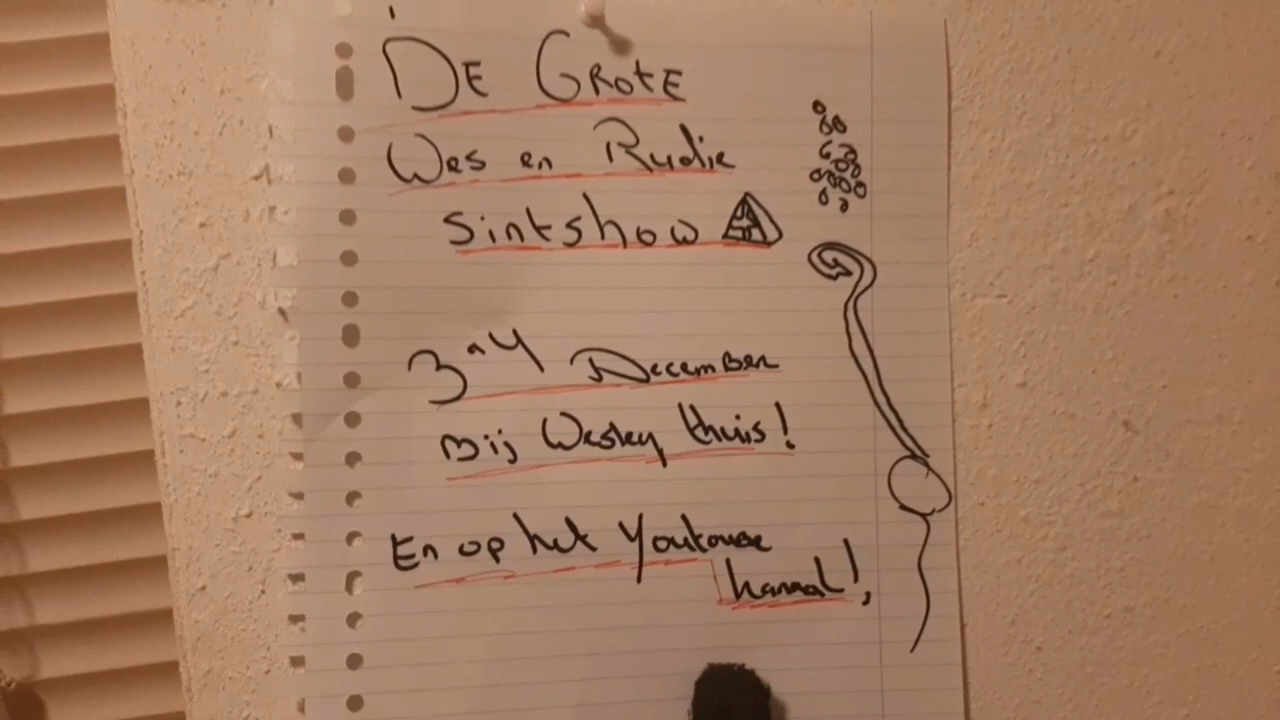 DE GROTE
Wes en Rudie
Sintshow
3 a 4 December
Bij Wesley thuis!
En op het Youtube
kanaal!